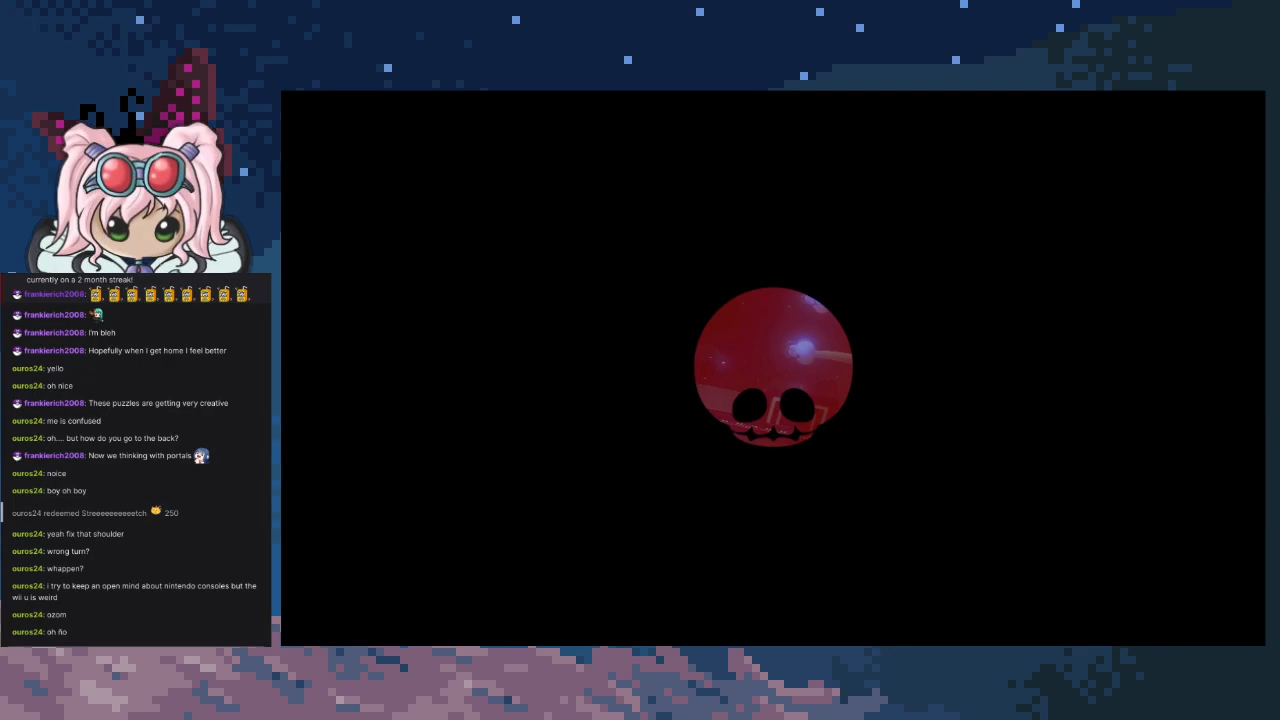 currently on a 2 month streak!
frankierich2008:
frankierich2008:
frankierich2008: I'm bleh
frankierich2008: Hopefully when I get home I feel better
ouros24: yello
ouros24: oh nice
frankierich2008: These puzzles are getting very creative
ouros24: me is confused
ouros24: oh.... but how do you go to the back?
frankierich2008: Now we thinking with portals
ouros24: noice
ouros24: boy oh boy
ouros24 redeemed Streeeeeeeeeetch 250
ouros24: yeah fix that shoulder
ouros24: wrong turn?
ouros24: whappen?
ouros24: i try to keep an open mind about nintendo consoles but the
wii u is weird
ouros24: ozom
ouros24: oh ño